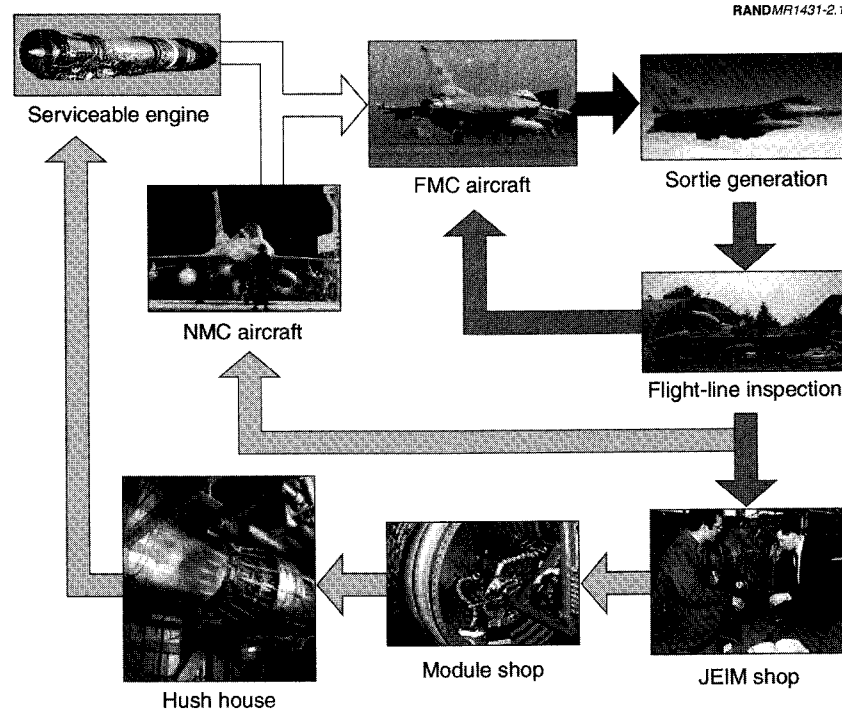 RANDMR1431-2.1
Serviceable engine
FMC aircraft
Sortie generation
NMC aircraft
Flight-line inspection
Hush house
Module shop
JEIM shop